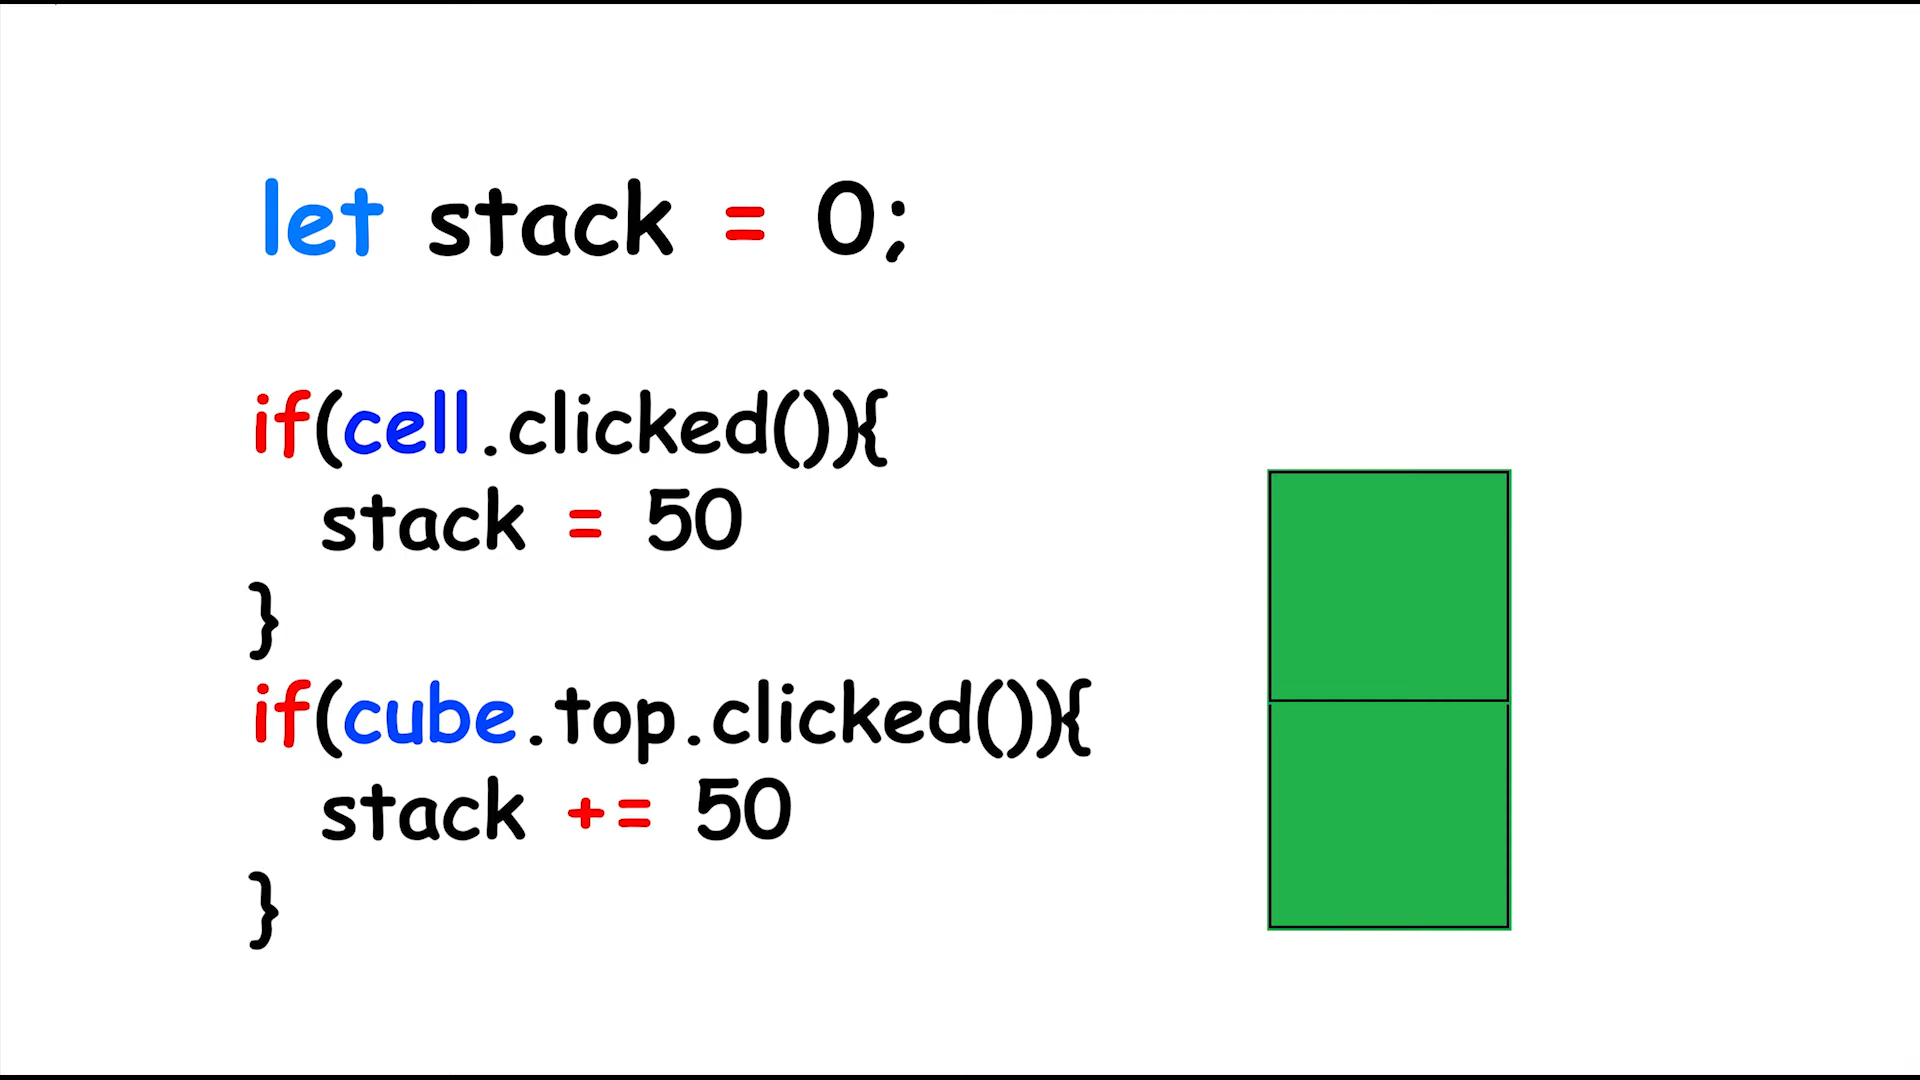 let stack = 0;
if(cell.clicked()){
stack = 50
}
if(cube.top.clicked()){
stack += 50
}